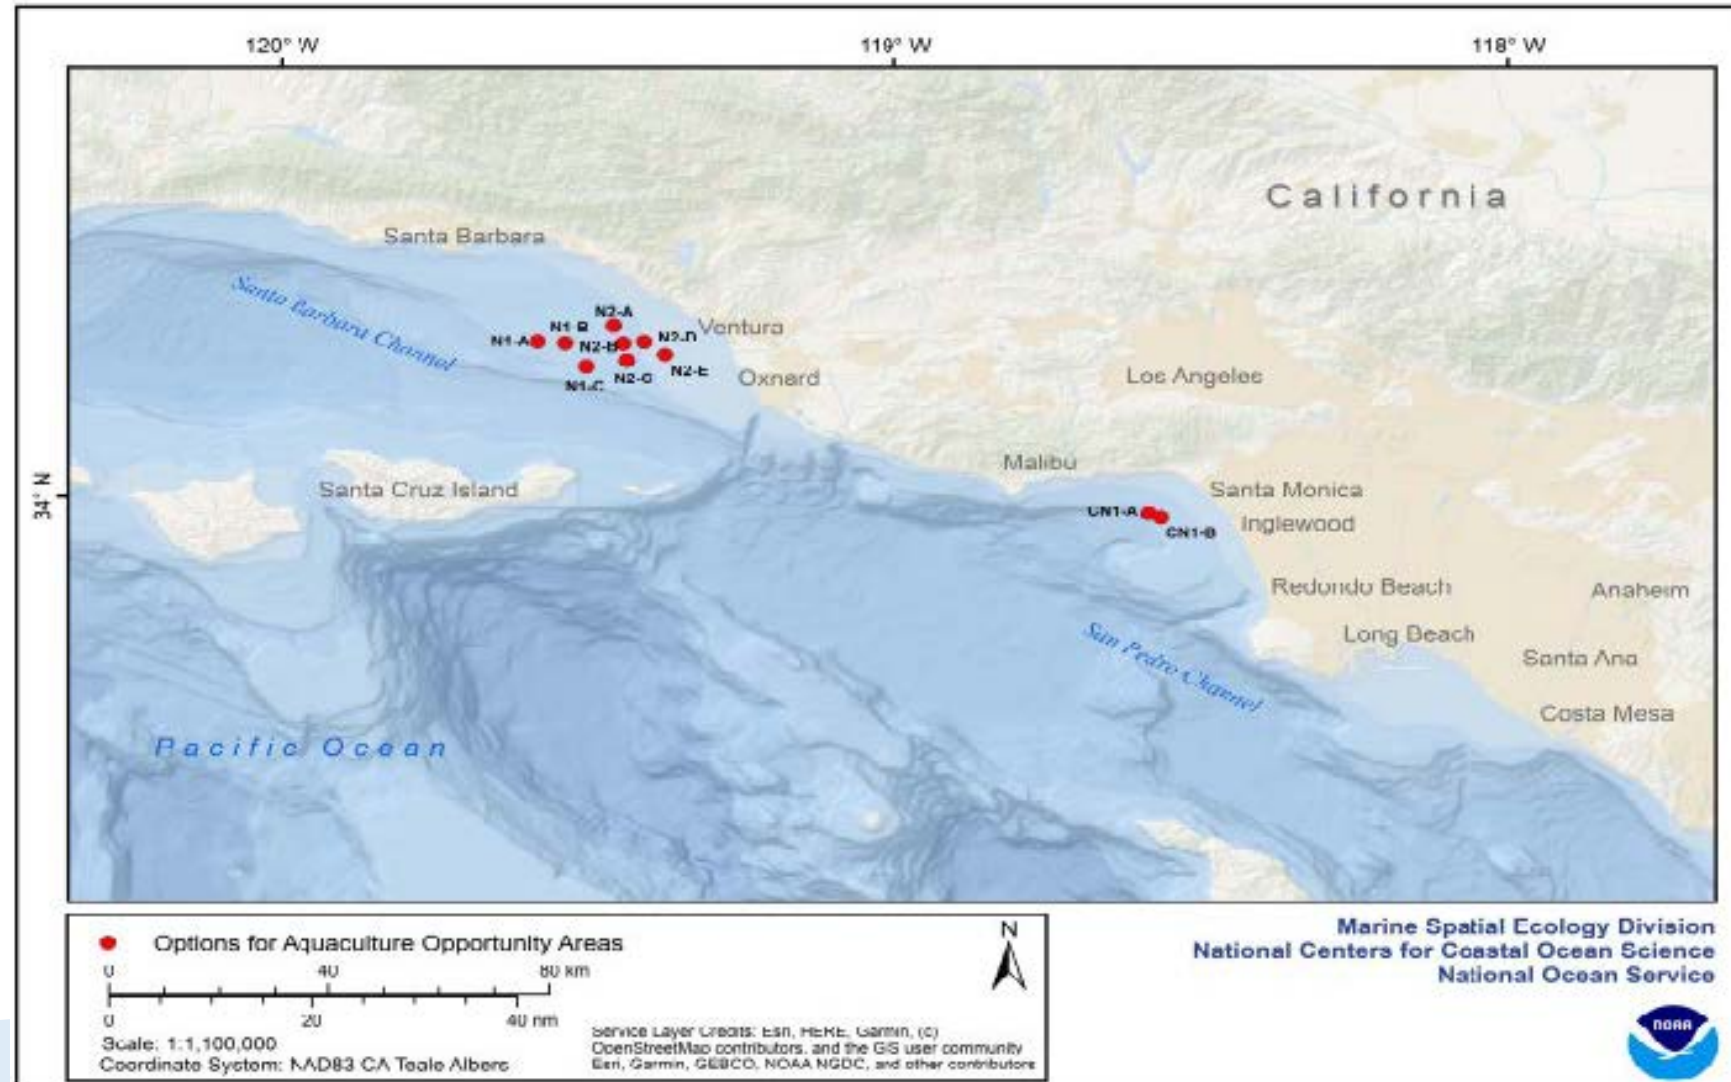 120° W
119° W
118° W
34° N
California
Santa Barbara
Santa Barbara Channel
N2-A
N1-B
Ventura
N1-A
N2-B
N2-D
N2-E
N1-C
N2-C
Oxnard
Los Angeles
Malibu
Santa Cruz Island
Santa Monica
CN1-A
Inglewood
CN1-B
Redondo Beach
Anaheim
San Pedro Channel
Long Beach
Santa Ana
Costa Mesa
Pacific Ocean
Options for Aquaculture Opportunity Areas
0 40 80 km
0 20 40 nm
Scale: 1:1,100,000
Coordinate System: NAD83 CA Teale Albers
N
Service Layer Credits: Esri, HERE, Garmin, (c)
OpenStreetMap contributors, and the GIS user community
Esri, Garmin, GEBCO, NOAA NGDC, and other contributors
Marine Spatial Ecology Division
National Centers for Coastal Ocean Science
National Ocean Service
NOAA